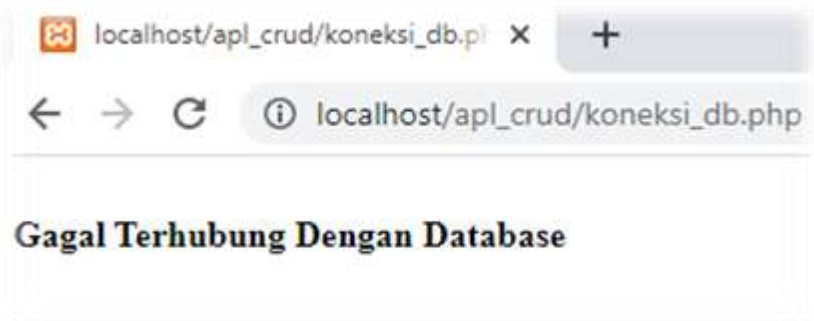 localhost/apl_crud/koneksi_db.p
localhost/apl_crud/koneksi_db.php
Gagal Terhubung Dengan Database